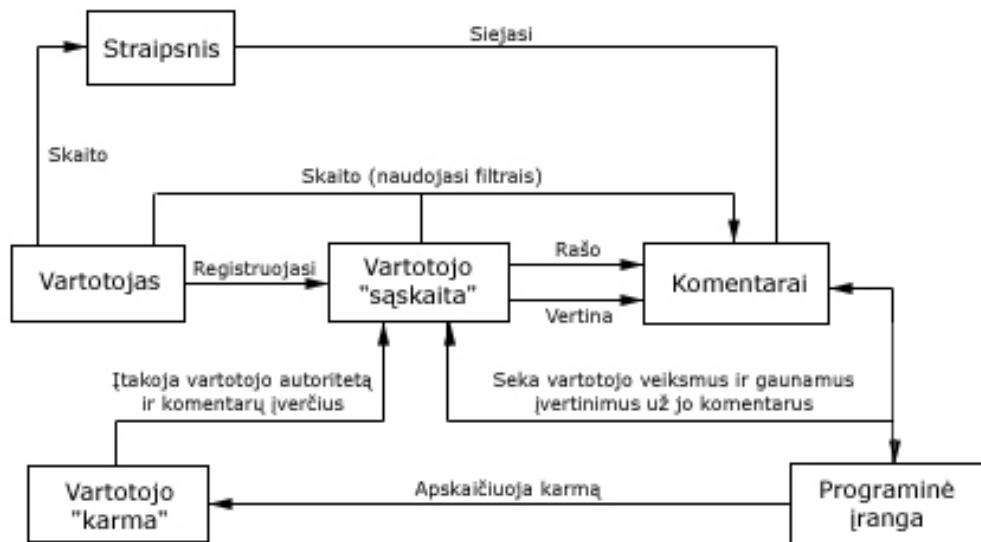 Straipsnis
Siejasi
Skaito
Skaito (naudojasi filtrais)
Vartotojas
Registruojasi
Vartotojo
"sąskaita"
Rašo
Vertina
Komentarai
Įtakoja vartotojo autoritetą
ir komentarų įverčius
Seka vartotojo veiksmus ir gaunamus
įvertinimus už jo komentarus
Vartotojo
"karma"
Apskaičiuoja karmą
Programinė
įranga